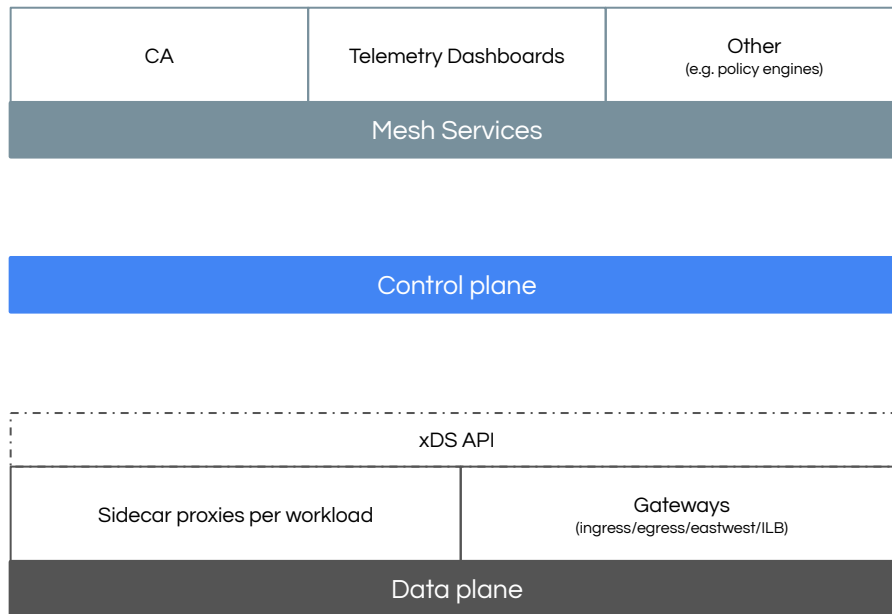 CA
Telemetry Dashboards
Other
(e.g. policy engines)
Mesh Services
Control plane
xDS API
Sidecar proxies per workload
Gateways
(ingress/egress/eastwest/ILB)
Data plane